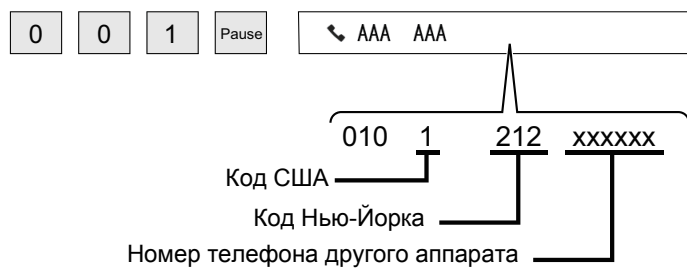 0 0 1 Pause AAA AAA
010 1 212 xxxxxx
Код США
Код Нью-Йорка
Номер телефона другого аппарата